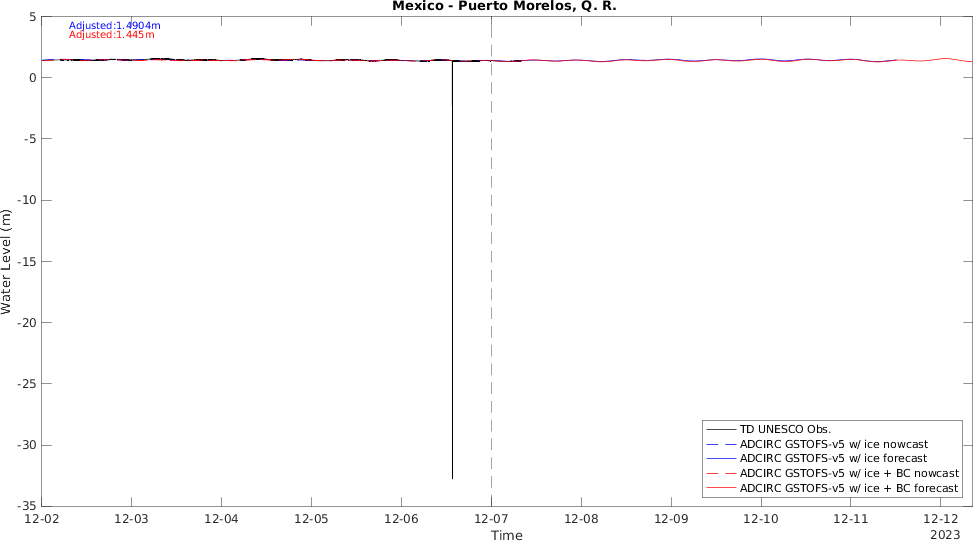 Mexico - Puerto Morelos, Q. R.
Adjusted:1.4904m
Adjusted:1.445m
5
0
-5
-10
-15
-20
-25
-30
-35
Water Level (m)
TD UNESCO Obs.
ADCIRC GSTOFS-v5 w/ ice nowcast
ADCIRC GSTOFS-v5 w/ ice forecast
ADCIRC GSTOFS-v5 w/ ice + BC nowcast
ADCIRC GSTOFS-v5 w/ ice + BC forecast
12-02 12-03 12-04 12-05 12-06 12-07 12-08 12-09 12-10 12-11 12-12
2023
Time